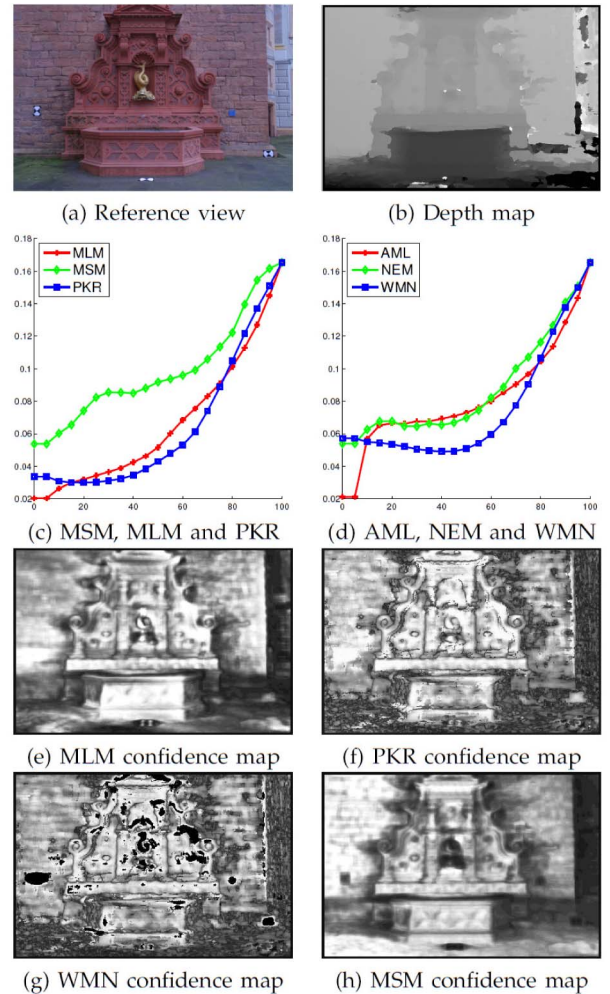 (a) Reference view
(b) Depth map
0.18
0.16
0.14
0.12
0.1
0.08
0.06
0.04
0.02
0 20 40 60 80 100
MLM
MSM
PKR
0.18
0.16
0.14
0.12
0.1
0.08
0.06
0.04
0.02
0 20 40 60 80 100
AML
NEM
WMN
(c) MSM, MLM and PKR
(d) AML, NEM and WMN
(e) MLM confidence map
(f) PKR confidence map
(g) WMN confidence map
(h) MSM confidence map